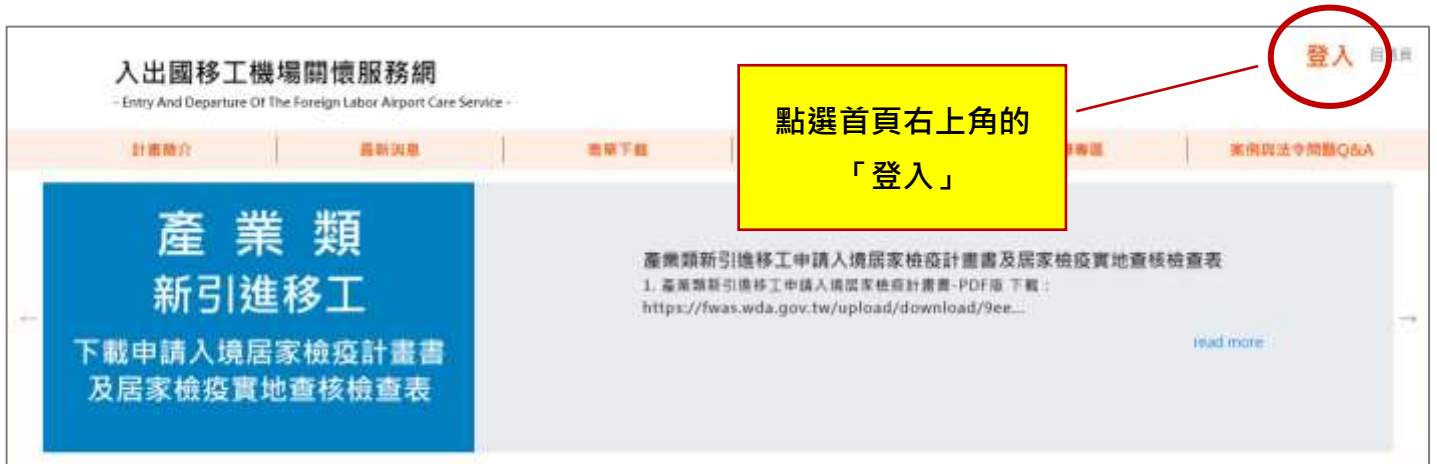 入出國移工機場關懷服務網
- Entry And Departure Of The Foreign Labor Airport Care Service -
登入 回首頁
點選首頁右上角的
「登入」
計畫簡介
最新消息
表單下載
專區
案例與法令問題Q&A
產業類
新引進移工
下載申請入境居家檢疫計畫書
及居家檢疫實地查核檢查表
產業類新引進移工申請入境居家檢疫計畫書及居家檢疫實地查核檢查表
1. 產業類新引進移工申請入境居家檢疫計畫書-PDF版 下載：
https://fwas.wda.gov.tw/upload/download/9ee...
read more